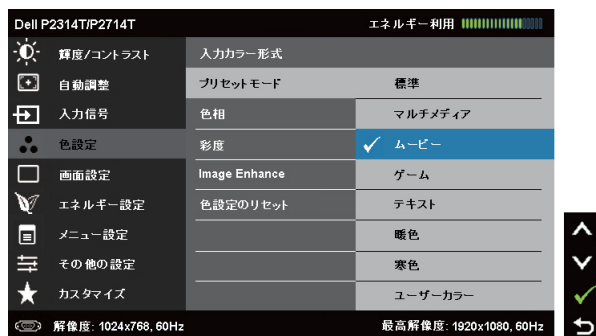 Dell P2314T/P2714T エネルギー利用
輝度/コントラスト 入力カラー形式
自動調整 プリセットモード 標準
入力信号 色相 マルチメディア
色設定 彩度 ムービー
画面設定 Image Enhance ゲーム
エネルギー設定 色設定のリセット テキスト
メニュー設定 暖色
その他の設定 寒色
カスタマイズ ユーザーカラー
解像度: 1024x768, 60Hz 最高解像度: 1920x1080, 60Hz